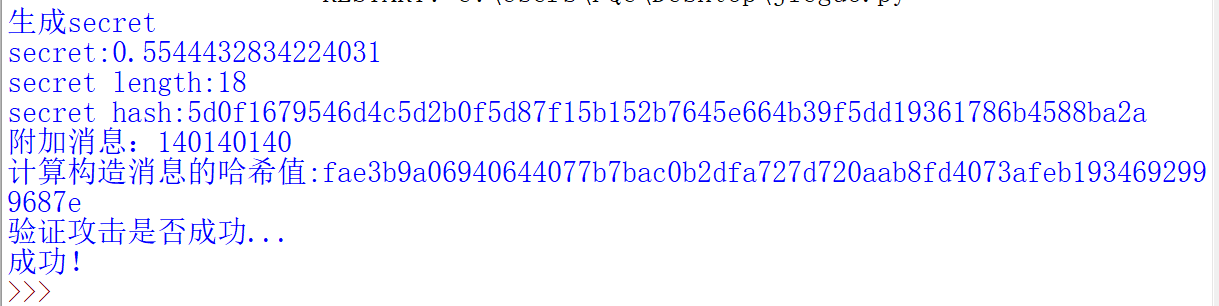 生成secret
secret:0.5544432834224031
secret length:18
secret hash:5d0f1679546d4c5d2b0f5d87f15b152b7645e664b39f5dd19361786b4588ba2a
附加消息：140140140
计算构造消息的哈希值:fae3b9a06940644077b7bac0b2dfa727d720aab8fd4073afeb193469299
9687e
验证攻击是否成功...
成功！
>>>